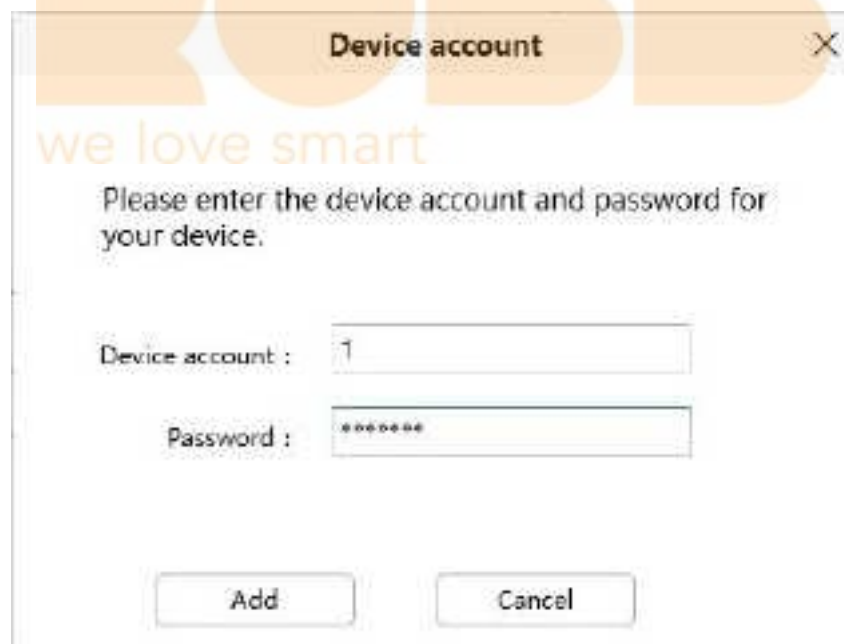 Device account
we love smart
Please enter the device account and password for
your device.
Device account :
1
Password :
*******
Add
Cancel